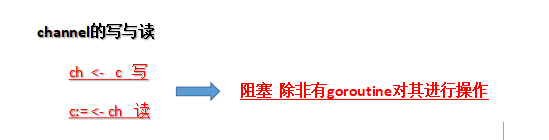 channel的写与读
ch <- c 写
阻塞 除非有goroutine对其进行操作
c:= <- ch 读